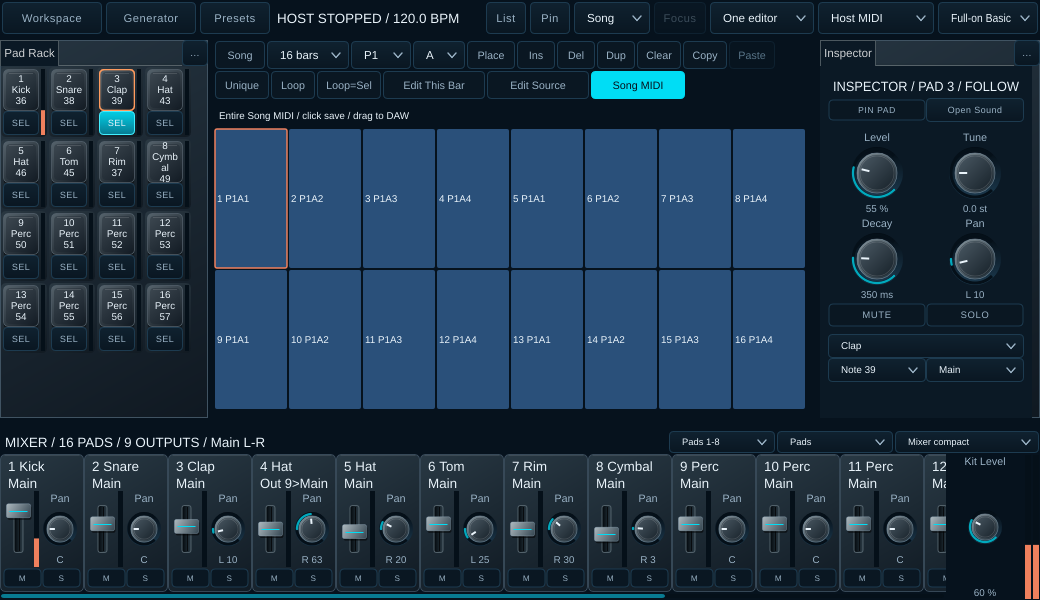 Workspace Generator Presets HOST STOPPED / 120.0 BPM List Pin Song Focus One editor Host MIDI Full-on Basic
Pad Rack ... Song 16 bars P1 A Place Ins Del Dup Clear Copy Paste Inspector ...
Unique Loop Loop=Sel Edit This Bar Edit Source Song MIDI
Entire Song MIDI / click save / drag to DAW
1 Kick 36
2 Snare 38
3 Clap 39
4 Hat 43
SEL SEL SEL SEL
5 Hat 46
6 Tom 45
7 Rim 37
8 Cymb al 49
SEL SEL SEL SEL
9 Perc 50
10 Perc 51
11 Perc 52
12 Perc 53
SEL SEL SEL SEL
13 Perc 54
14 Perc 55
15 Perc 56
16 Perc 57
SEL SEL SEL SEL
1 P1A1 2 P1A2 3 P1A3 4 P1A4 5 P1A1 6 P1A2 7 P1A3 8 P1A4
9 P1A1 10 P1A2 11 P1A3 12 P1A4 13 P1A1 14 P1A2 15 P1A3 16 P1A4
INSPECTOR / PAD 3 / FOLLOW
PIN PAD Open Sound
Level Tune
55 % 0.0 st
Decay Pan
350 ms L 10
MUTE SOLO
Clap
Note 39 Main
MIXER / 16 PADS / 9 OUTPUTS / Main L-R Pads 1-8 Pads Mixer compact
1 Kick 2 Snare 3 Clap 4 Hat 5 Hat 6 Tom 7 Rim 8 Cymbal 9 Perc 10 Perc 11 Perc 12 Kit Level
Main Main Main Out 9>Main Main Main Main Main Main Main Main
Pan Pan Pan Pan Pan Pan Pan Pan Pan Pan Pan
C C L 10 R 63 R 20 L 25 R 30 R 3 C C C
M S M S M S M S M S M S M S M S M S M S M S M
60 %